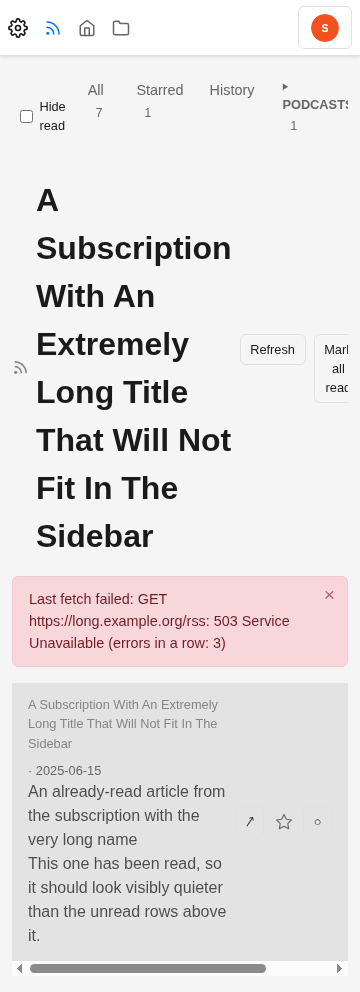 S
Hide
read
All
7
Starred
1
History
PODCASTS
1
A
Subscription
With An
Extremely
Long Title
That Will Not
Fit In The
Sidebar
Refresh
Mark
all
read
Last fetch failed: GET
https://long.example.org/rss: 503 Service
Unavailable (errors in a row: 3)
×
A Subscription With An Extremely
Long Title That Will Not Fit In The
Sidebar
· 2025-06-15
An already-read article from
the subscription with the
very long name
This one has been read, so
it should look visibly quieter
than the unread rows above
it.